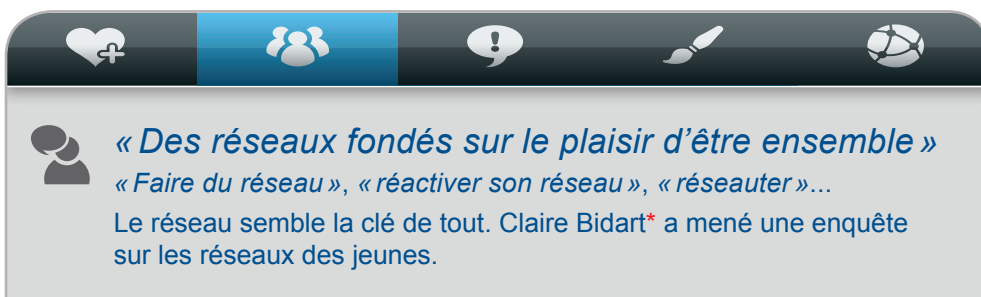 « Des réseaux fondés sur le plaisir d’être ensemble »
« Faire du réseau », « réactiver son réseau », « réseauter »...
Le réseau semble la clé de tout. Claire Bidart* a mené une enquête
sur les réseaux des jeunes.